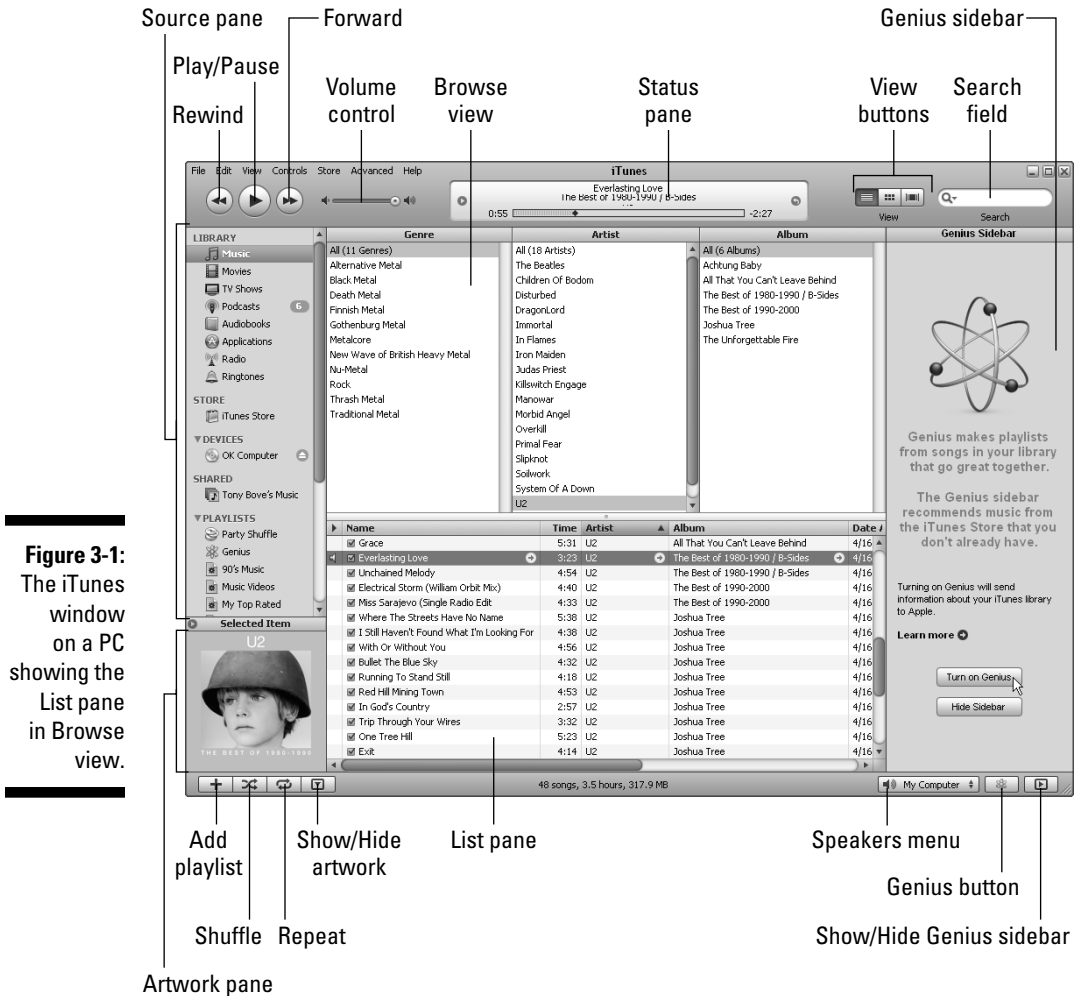 Source pane
Forward
Genius sidebar
Play/Pause
Rewind
Volume control
Browse view
Status pane
View buttons
Search field
File Edit View Controls Store Advanced Help
iTunes
Everlasting Love
The Best of 1980-1990 / B-Sides
0:55
-2:27
View
Search
LIBRARY
Music
Movies
TV Shows
Podcasts 6
Audiobooks
Applications
Radio
Ringtones
STORE
iTunes Store
DEVICES
OK Computer
SHARED
Tony Bove's Music
PLAYLISTS
Party Shuffle
Genius
90's Music
Music Videos
My Top Rated
Selected Item
U2
THE BEST OF 1980-1990
Genre
All (11 Genres)
Alternative Metal
Black Metal
Death Metal
Finnish Metal
Gothenburg Metal
Metalcore
New Wave of British Heavy Metal
Nu-Metal
Rock
Thrash Metal
Traditional Metal
Artist
All (18 Artists)
The Beatles
Children Of Bodom
Disturbed
DragonLord
Immortal
In Flames
Iron Maiden
Judas Priest
Killswitch Engage
Manowar
Morbid Angel
Overkill
Primal Fear
Slipknot
Soilwork
System Of A Down
U2
Album
All (6 Albums)
Achtung Baby
All That You Can't Leave Behind
The Best of 1980-1990 / B-Sides
The Best of 1990-2000
Joshua Tree
The Unforgettable Fire
Name Time Artist Album Date
Grace 5:31 U2 All That You Can't Leave Behind 4/16
Everlasting Love 3:23 U2 The Best of 1980-1990 / B-Sides 4/16
Unchained Melody 4:54 U2 The Best of 1980-1990 / B-Sides 4/16
Electrical Storm (William Orbit Mix) 4:40 U2 The Best of 1990-2000 4/16
Miss Sarajevo (Single Radio Edit 4:33 U2 The Best of 1990-2000 4/16
Where The Streets Have No Name 5:38 U2 Joshua Tree 4/16
I Still Haven't Found What I'm Looking For 4:38 U2 Joshua Tree 4/16
With Or Without You 4:56 U2 Joshua Tree 4/16
Bullet The Blue Sky 4:32 U2 Joshua Tree 4/16
Running To Stand Still 4:18 U2 Joshua Tree 4/16
Red Hill Mining Town 4:53 U2 Joshua Tree 4/16
In God's Country 2:57 U2 Joshua Tree 4/16
Trip Through Your Wires 3:32 U2 Joshua Tree 4/16
One Tree Hill 5:23 U2 Joshua Tree 4/16
Exit 4:14 U2 Joshua Tree 4/16
48 songs, 3.5 hours, 317.9 MB
My Computer
Genius Sidebar
Genius makes playlists
from songs in your library
that go great together.
The Genius sidebar
recommends music from
the iTunes Store that you
don't already have.
Turning on Genius will send
information about your iTunes library
to Apple.
Learn more
Turn on Genius
Hide Sidebar
Figure 3-1:
The iTunes
window
on a PC
showing the
List pane
in Browse
view.
Add playlist
Show/Hide artwork
List pane
Speakers menu
Genius button
Shuffle
Repeat
Show/Hide Genius sidebar
Artwork pane